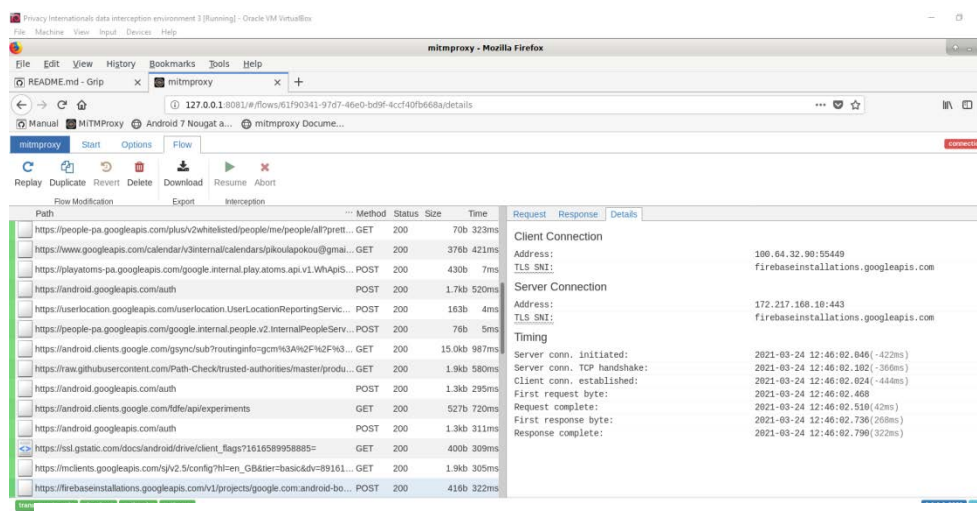 Privacy Internationals data interception environment 3 [Running] - Oracle VM VirtualBox
File Machine View Input Devices Help
mitmproxy - Mozilla Firefox
File Edit View History Bookmarks Tools Help
README.md - Grip × mitmproxy × +
127.0.0.1:8081/#/flows/61f90341-97d7-46e0-bd9f-4ccf40fb668a/details
Manual MiTMProxy Android 7 Nougat a... mitmproxy Docume...
mitmproxy Start Options Flow connecti
Replay Duplicate Revert Delete Download Resume Abort
Flow Modification Export Interception
Path ... Method Status Size Time
https://people-pa.googleapis.com/plus/v2whitelisted/people/me/people/all?prett... GET 200 70b 323ms
https://www.googleapis.com/calendar/v3internal/calendars/pikoulapokou@gmai... GET 200 376b 421ms
https://playatoms-pa.googleapis.com/google.internal.play.atoms.api.v1.WhApiS... POST 200 430b 7ms
https://android.googleapis.com/auth POST 200 1.7kb 520ms
https://userlocation.googleapis.com/userlocation.UserLocationReportingServic... POST 200 163b 4ms
https://people-pa.googleapis.com/google.internal.people.v2.InternalPeopleServ... POST 200 76b 5ms
https://android.clients.google.com/gsync/sub?routinginfo=gcm%3A%2F%2F%3... GET 200 15.0kb 987ms
https://raw.githubusercontent.com/Path-Check/trusted-authorities/master/produ... GET 200 1.9kb 580ms
https://android.googleapis.com/auth POST 200 1.3kb 295ms
https://android.clients.google.com/fdfe/api/experiments GET 200 527b 720ms
https://android.googleapis.com/auth POST 200 1.3kb 311ms
https://ssl.gstatic.com/docs/android/drive/client_flags?1616589958885= GET 200 400b 309ms
https://mclients.googleapis.com/sj/v2.5/config?hl=en_GB&tier=basic&dv=89161... GET 200 1.9kb 305ms
https://firebaseinstallations.googleapis.com/v1/projects/google.com:android-bo... POST 200 416b 322ms
Request Response Details
Client Connection
Address: 100.64.32.90:55449
TLS SNI: firebaseinstallations.googleapis.com
Server Connection
Address: 172.217.168.10:443
TLS SNI: firebaseinstallations.googleapis.com
Timing
Server conn. initiated: 2021-03-24 12:46:02.046(-422ms)
Server conn. TCP handshake: 2021-03-24 12:46:02.102(-366ms)
Client conn. established: 2021-03-24 12:46:02.024(-444ms)
First request byte: 2021-03-24 12:46:02.468
Request complete: 2021-03-24 12:46:02.510(42ms)
First response byte: 2021-03-24 12:46:02.736(268ms)
Response complete: 2021-03-24 12:46:02.790(322ms)